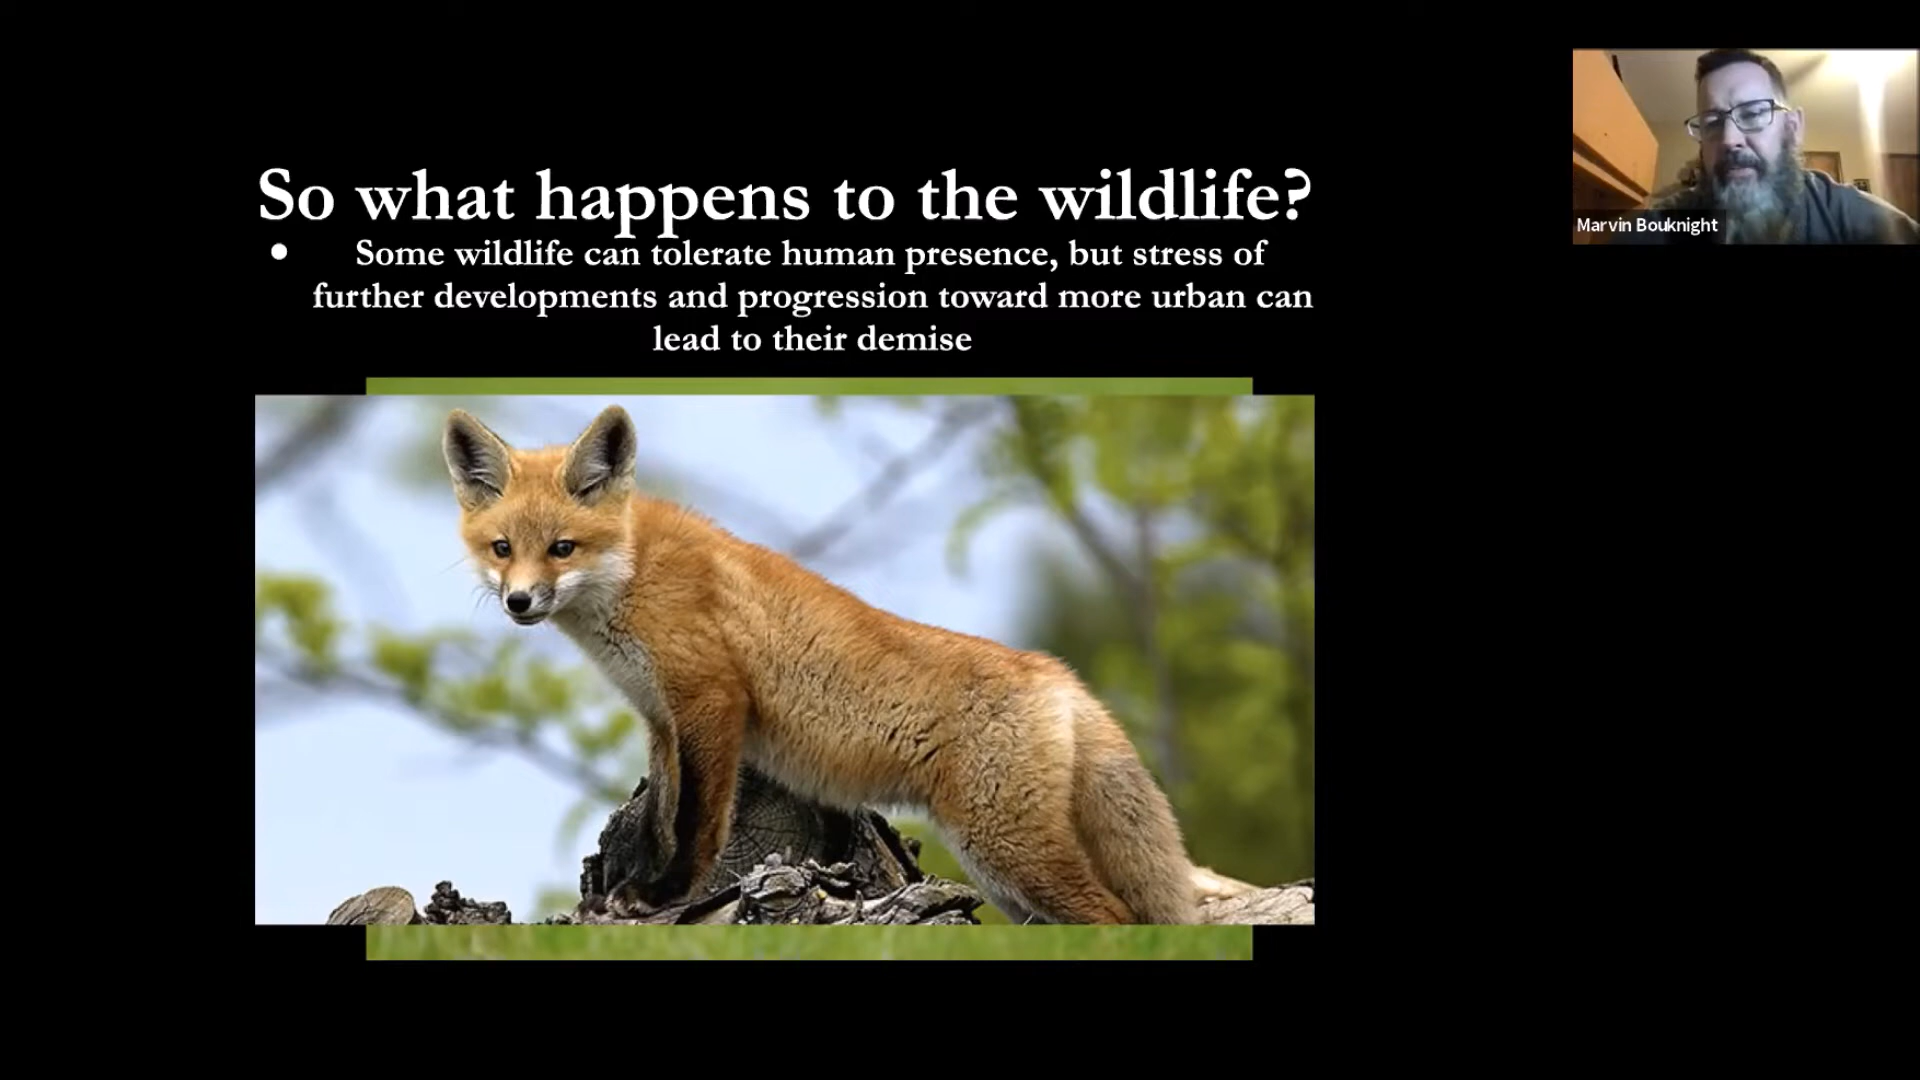 So what happens to the wildlife?
• Some wildlife can tolerate human presence, but stress of
further developments and progression toward more urban can
lead to their demise
Marvin Bouknight